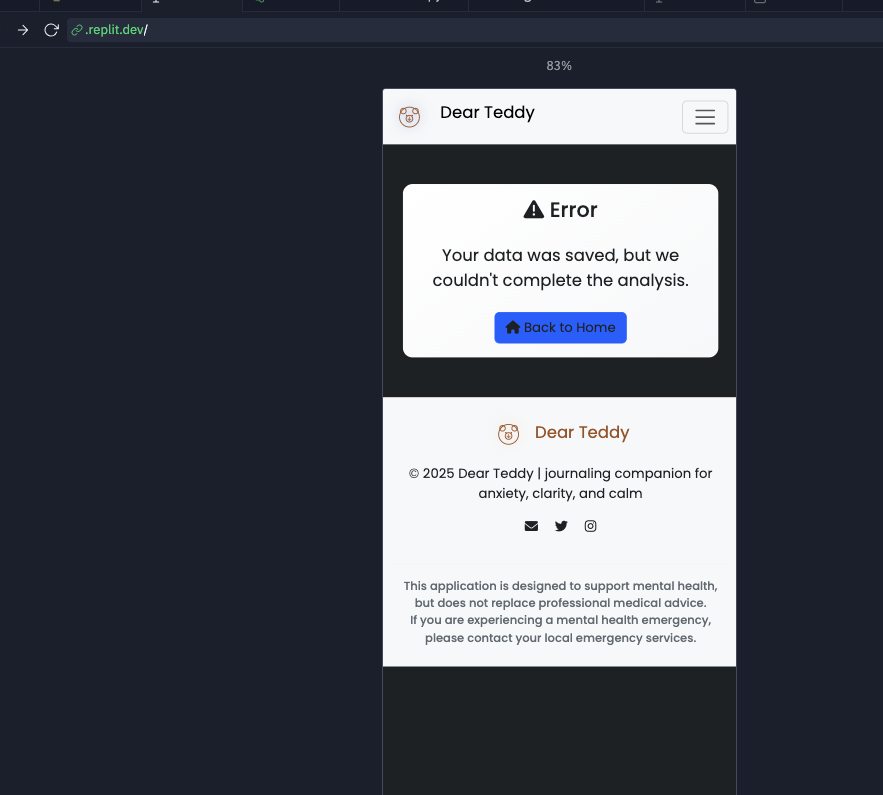 .replit.dev/
83%
Dear Teddy
Error
Your data was saved, but we
couldn't complete the analysis.
Back to Home
Dear Teddy
© 2025 Dear Teddy | journaling companion for
anxiety, clarity, and calm
This application is designed to support mental health,
but does not replace professional medical advice.
If you are experiencing a mental health emergency,
please contact your local emergency services.